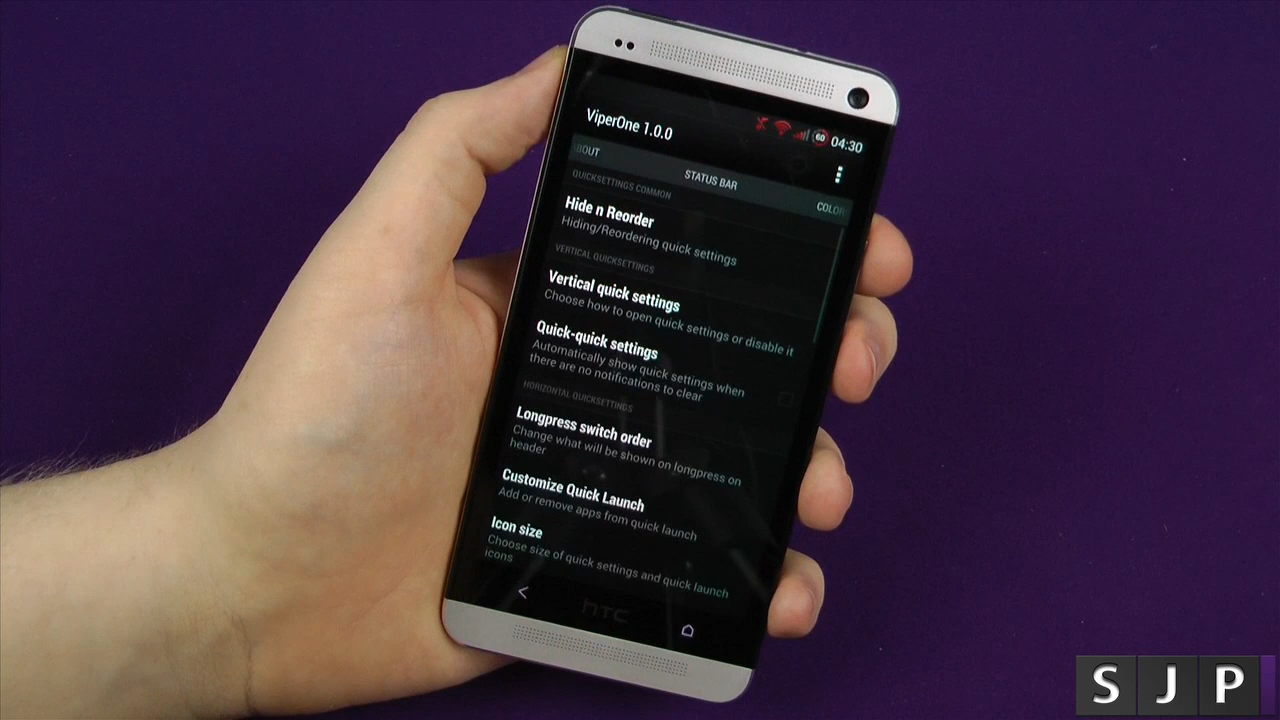 ViperOne 1.0.0
60 04:30
ABOUT
STATUS BAR
COLOR
QUICKSETTINGS COMMON
Hide n Reorder
Hiding/Reordering quick settings
VERTICAL QUICKSETTINGS
Vertical quick settings
Choose how to open quick settings or disable it
Quick-quick settings
Automatically show quick settings when
there are no notifications to clear
HORIZONTAL QUICKSETTINGS
Longpress switch order
Change what will be shown on longpress on
header
Customize Quick Launch
Add or remove apps from quick launch
Icon size
Choose size of quick settings and quick launch
icons
hTC
SJP